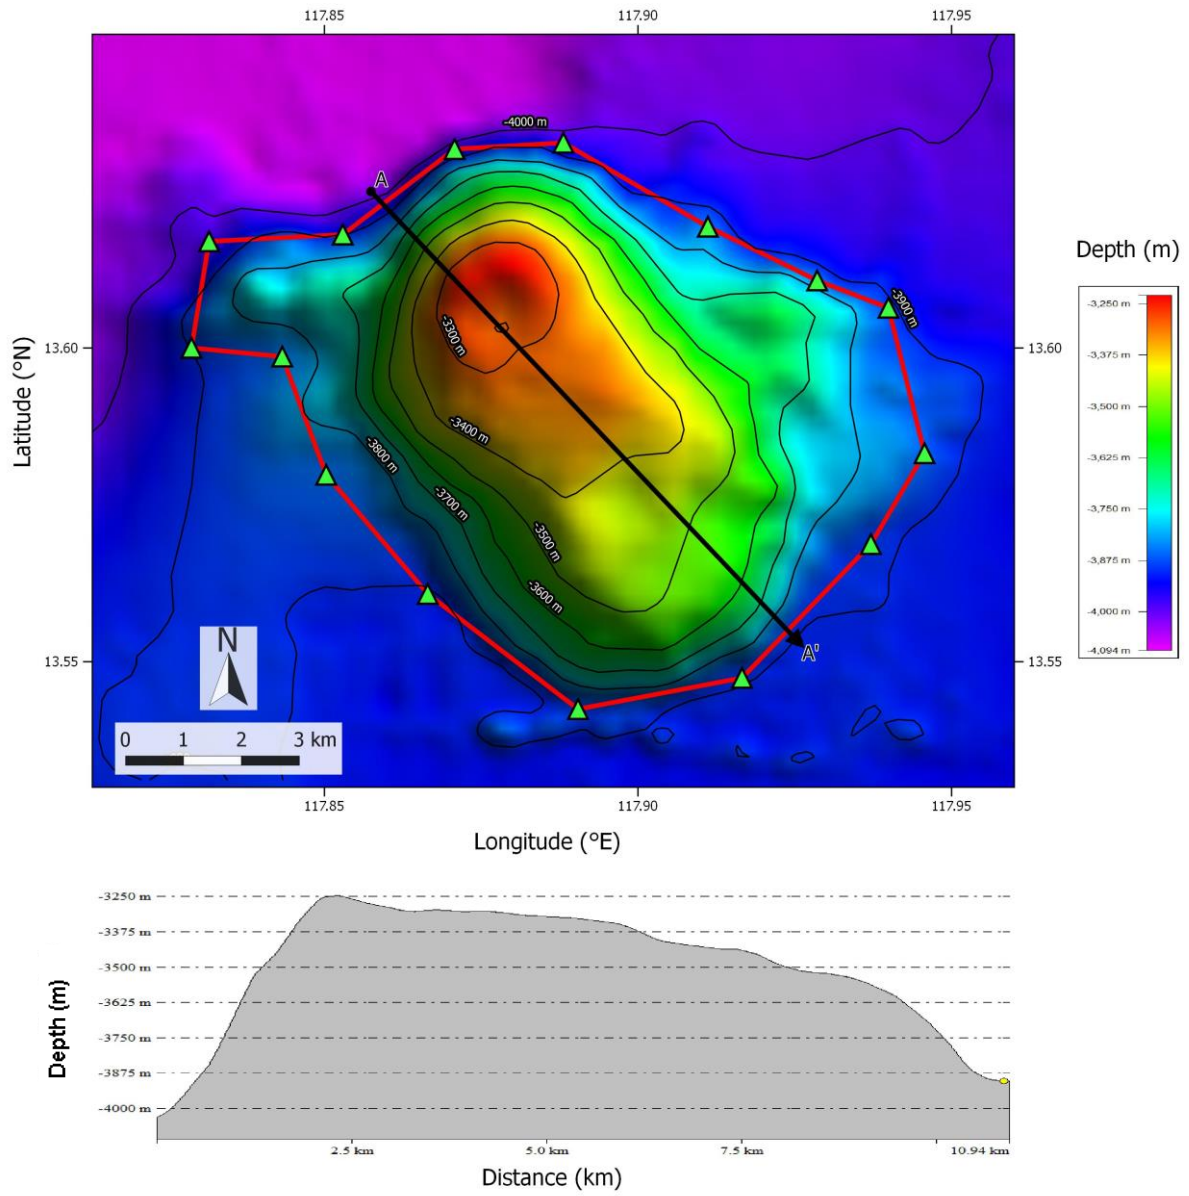 117.85 117.90 117.95
-4000 m
A
Depth (m)
-3900 m
-3,250 m
-3300 m
13.60 13.60
-3,375 m
Latitude (°N)
-3,500 m
-3400 m
-3800 m
-3,625 m
-3700 m
-3,750 m
-3500 m
-3,875 m
-3600 m
-4,000 m
N
A'
-4,094 m
13.55 13.55
0 1 2 3 km
117.85 117.90 117.95
Longitude (°E)
-3250 m
-3375 m
-3500 m
-3625 m
-3750 m
-3875 m
-4000 m
Depth (m)
2.5 km 5.0 km 7.5 km 10.94 km
Distance (km)